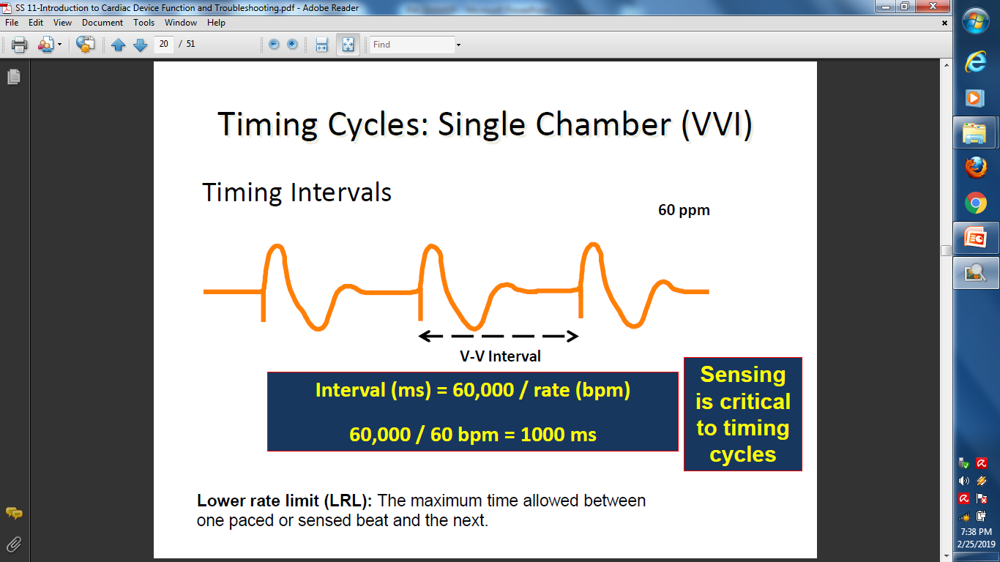 SS 11-Introduction to Cardiac Device Function and Troubleshooting.pdf - Adobe Reader
File Edit View Document Tools Window Help
20 / 51 Find
Timing Cycles: Single Chamber (VVI)
Timing Intervals
60 ppm
V-V Interval
Interval (ms) = 60,000 / rate (bpm)
60,000 / 60 bpm = 1000 ms
Sensing
is critical
to timing
cycles
Lower rate limit (LRL): The maximum time allowed between
one paced or sensed beat and the next.
7:38 PM
2/25/2019